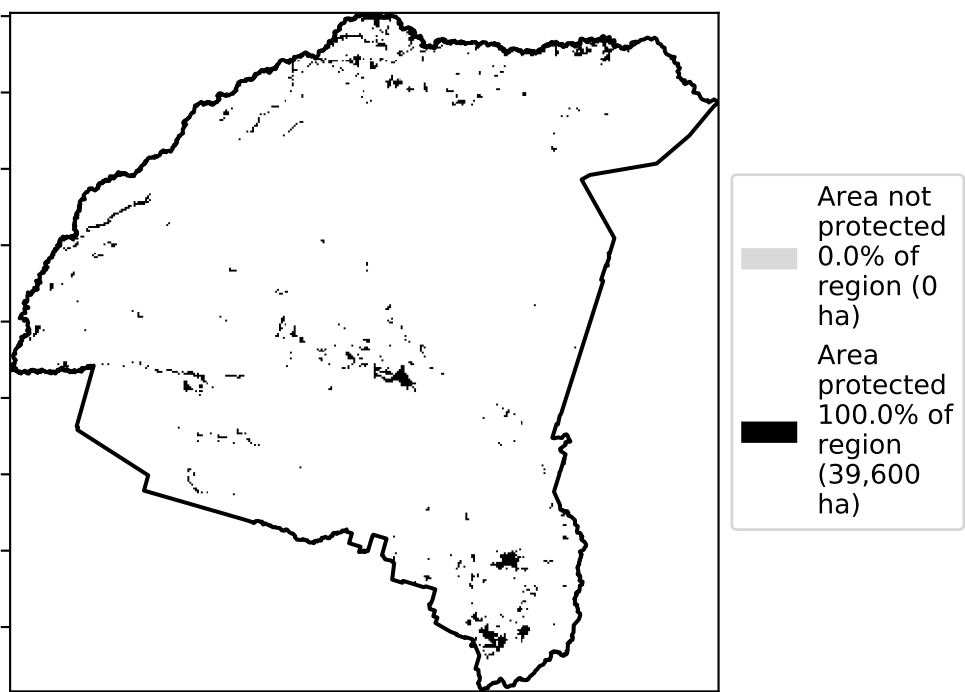 Area not
protected
0.0% of
region (0
ha)
Area
protected
100.0% of
region
(39,600
ha)